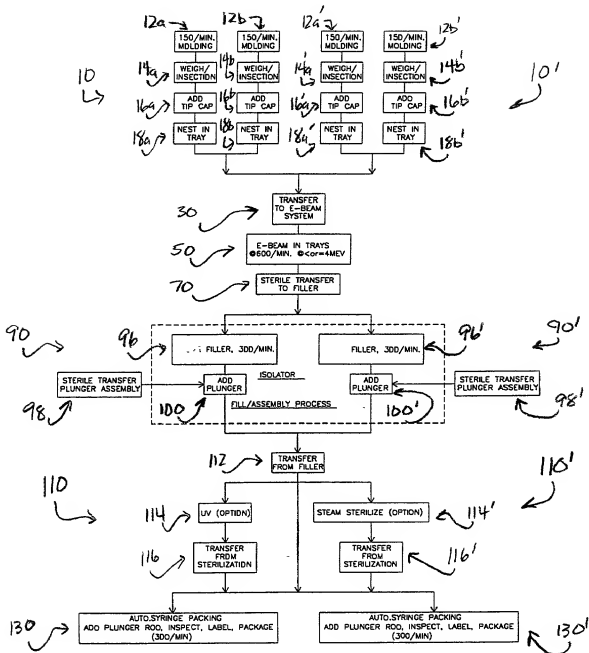 12a 12b 12a' 12b'
150/MIN. MOLDING 150/MIN. MOLDING 150/MIN. MOLDING 150/MIN. MOLDING
10 10'
14a 14b 14a' 14b'
WEIGH/ INSECTION WEIGH/ INSECTION WEIGH/ INSECTION WEIGH/ INSECTION
16a 16b 16a' 16b'
ADD TIP CAP ADD TIP CAP ADD TIP CAP ADD TIP CAP
18a 18b 18a' 18b'
NEST IN TRAY NEST IN TRAY NEST IN TRAY NEST IN TRAY
30
TRANSFER
TO E-BEAM
SYSTEM
50
E-BEAM IN TRAYS
@600/MIN. @<or=4MEV
70
STERILE TRANSFER
TO FILLER
90 96 96' 90'
FILLER, 300/MIN. FILLER, 300/MIN.
ISOLATOR
STERILE TRANSFER PLUNGER ASSEMBLY ADD PLUNGER ADD PLUNGER STERILE TRANSFER PLUNGER ASSEMBLY
98 100 100' 98'
FILL/ASSEMBLY PROCESS
112
TRANSFER
FROM FILLER
110 110'
114 114'
UV (OPTION) STEAM STERILIZE (OPTION)
116 116'
TRANSFER FROM STERILIZATION TRANSFER FROM STERILIZATION
130 130'
AUTO.SYRINGE PACKING AUTO.SYRINGE PACKING
ADD PLUNGER ROD, INSPECT, LABEL, PACKAGE ADD PLUNGER ROD, INSPECT, LABEL, PACKAGE
(300/MIN) (300/MIN)